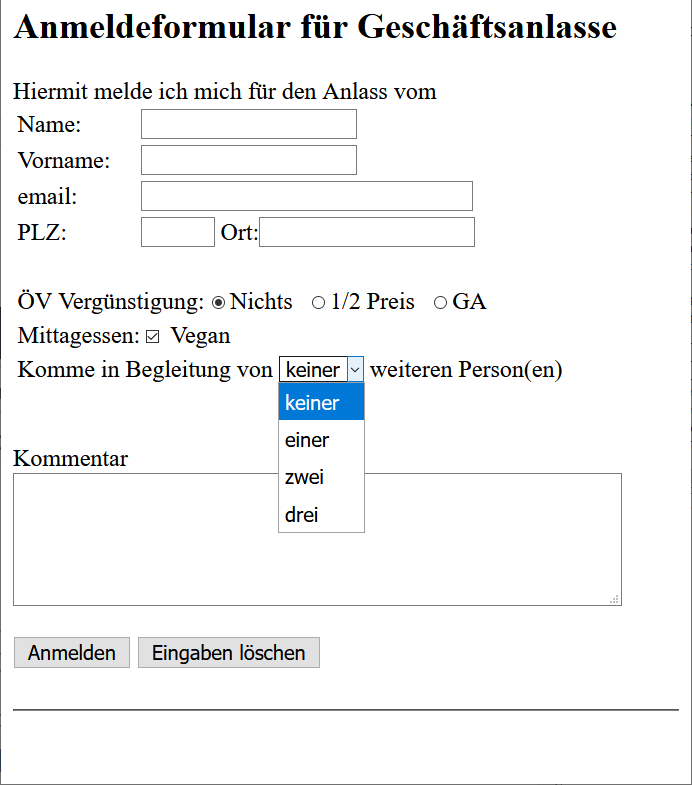 Anmeldeformular für Geschäftsanlasse
Hiermit melde ich mich für den Anlass vom
Name:
Vorname:
email:
PLZ: Ort:
ÖV Vergünstigung: Nichts 1/2 Preis GA
Mittagessen: Vegan
Komme in Begleitung von keiner weiteren Person(en)
keiner
einer
zwei
drei
Kommentar
Anmelden Eingaben löschen